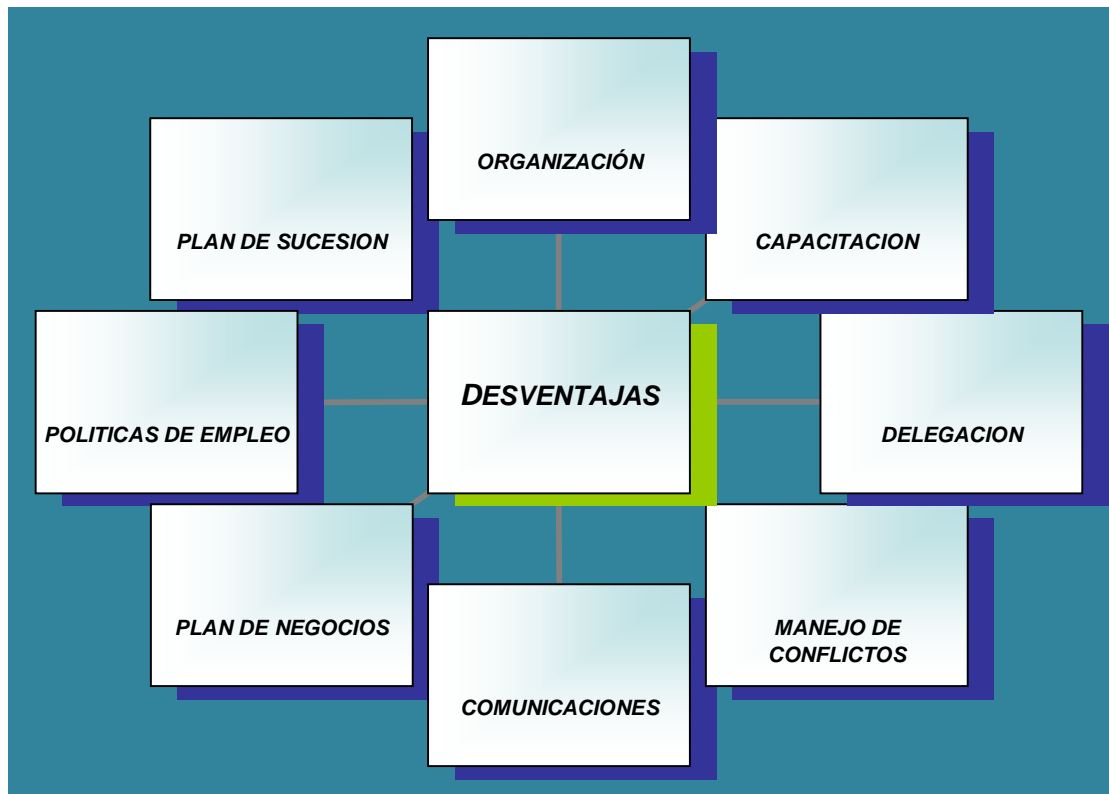 ORGANIZACIÓN
PLAN DE SUCESION
CAPACITACION
DESVENTAJAS
POLITICAS DE EMPLEO
DELEGACION
PLAN DE NEGOCIOS
MANEJO DE
CONFLICTOS
COMUNICACIONES